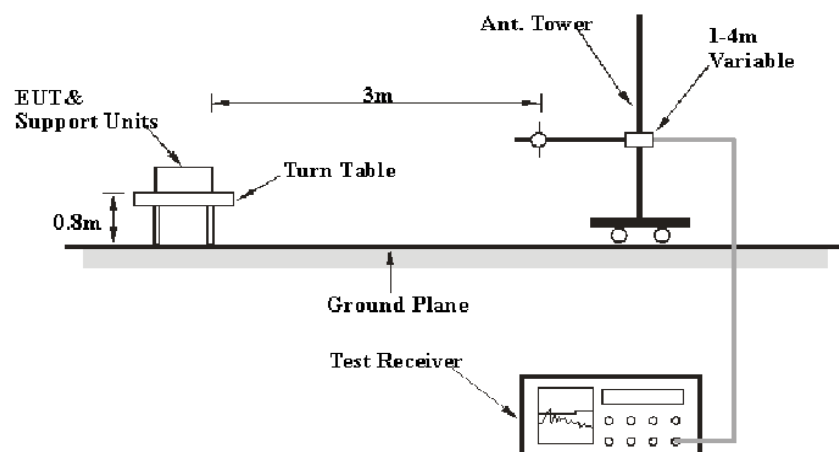 Ant. Tower
1-4m
Variable
3m
EUT&
Support Units
Turn Table
0.8m
Ground Plane
Test Receiver